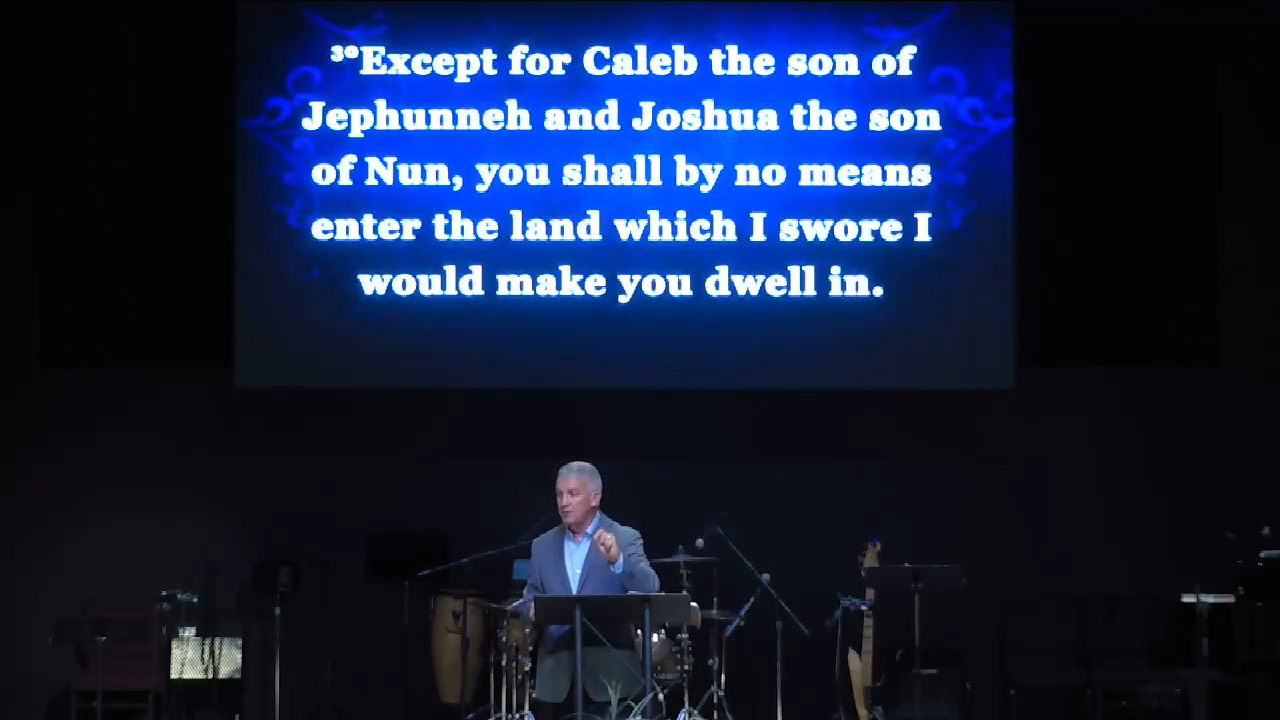 ³⁰Except for Caleb the son of
Jephunneh and Joshua the son
of Nun, you shall by no means
enter the land which I swore I
would make you dwell in.